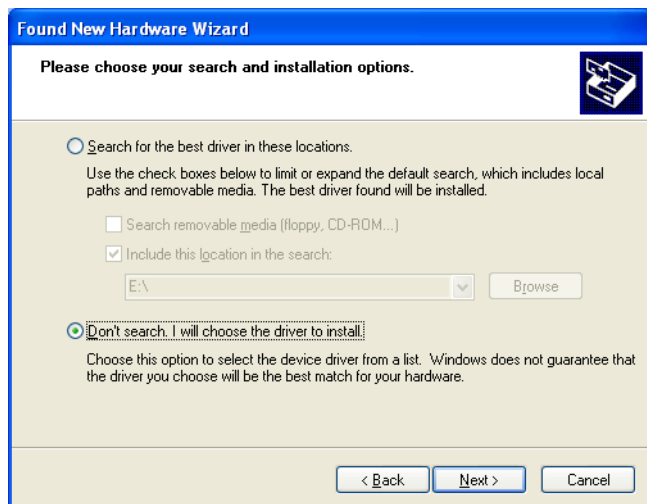 Found New Hardware Wizard
Please choose your search and installation options.
Search for the best driver in these locations.
Use the check boxes below to limit or expand the default search, which includes local
paths and removable media. The best driver found will be installed.
Search removable media (floppy, CD-ROM...)
Include this location in the search:
E:\
Browse
Don't search. I will choose the driver to install.
Choose this option to select the device driver from a list. Windows does not guarantee that
the driver you choose will be the best match for your hardware.
< Back
Next >
Cancel